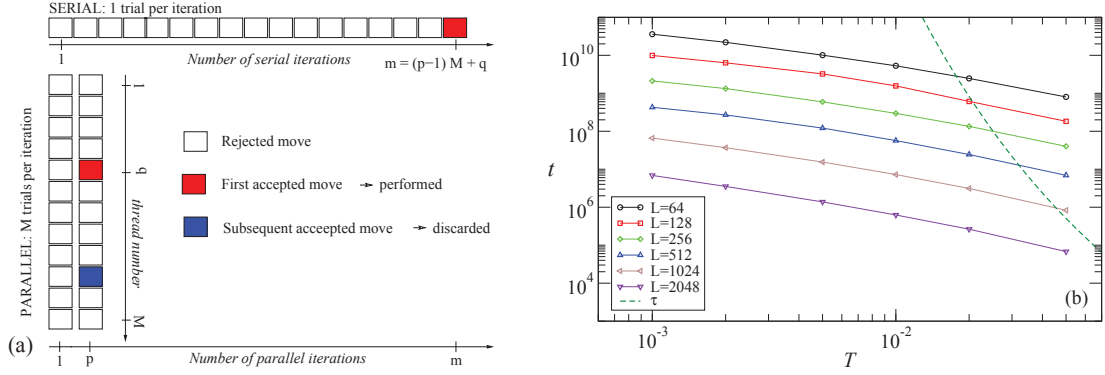 SERIAL: 1 trial per iteration
1
Number of serial iterations
m = (p−1) M + q
PARALLEL: M trials per iteration
1
q
thread number
M
Rejected move
First accepted move → performed
Subsequent acceepted move → discarded
(a)
1
p
Number of parallel iterations
m
t
10^10
10^8
10^6
10^4
L=64
L=128
L=256
L=512
L=1024
L=2048
τ
(b)
10^-3
10^-2
T